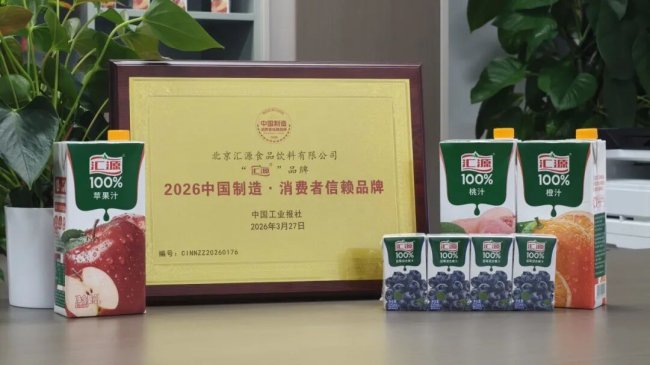 中国制造
消费者信赖品牌
北京汇源食品饮料有限公司
“汇源®”品牌
2026中国制造·消费者信赖品牌
中国工业报社
2026年3月27日
编号：CINNZZ20260176
汇源
100%
苹果汁
汇源
100%
桃汁
汇源
100%
橙汁
汇源
100%
汇源
100%
汇源
100%
汇源
100%